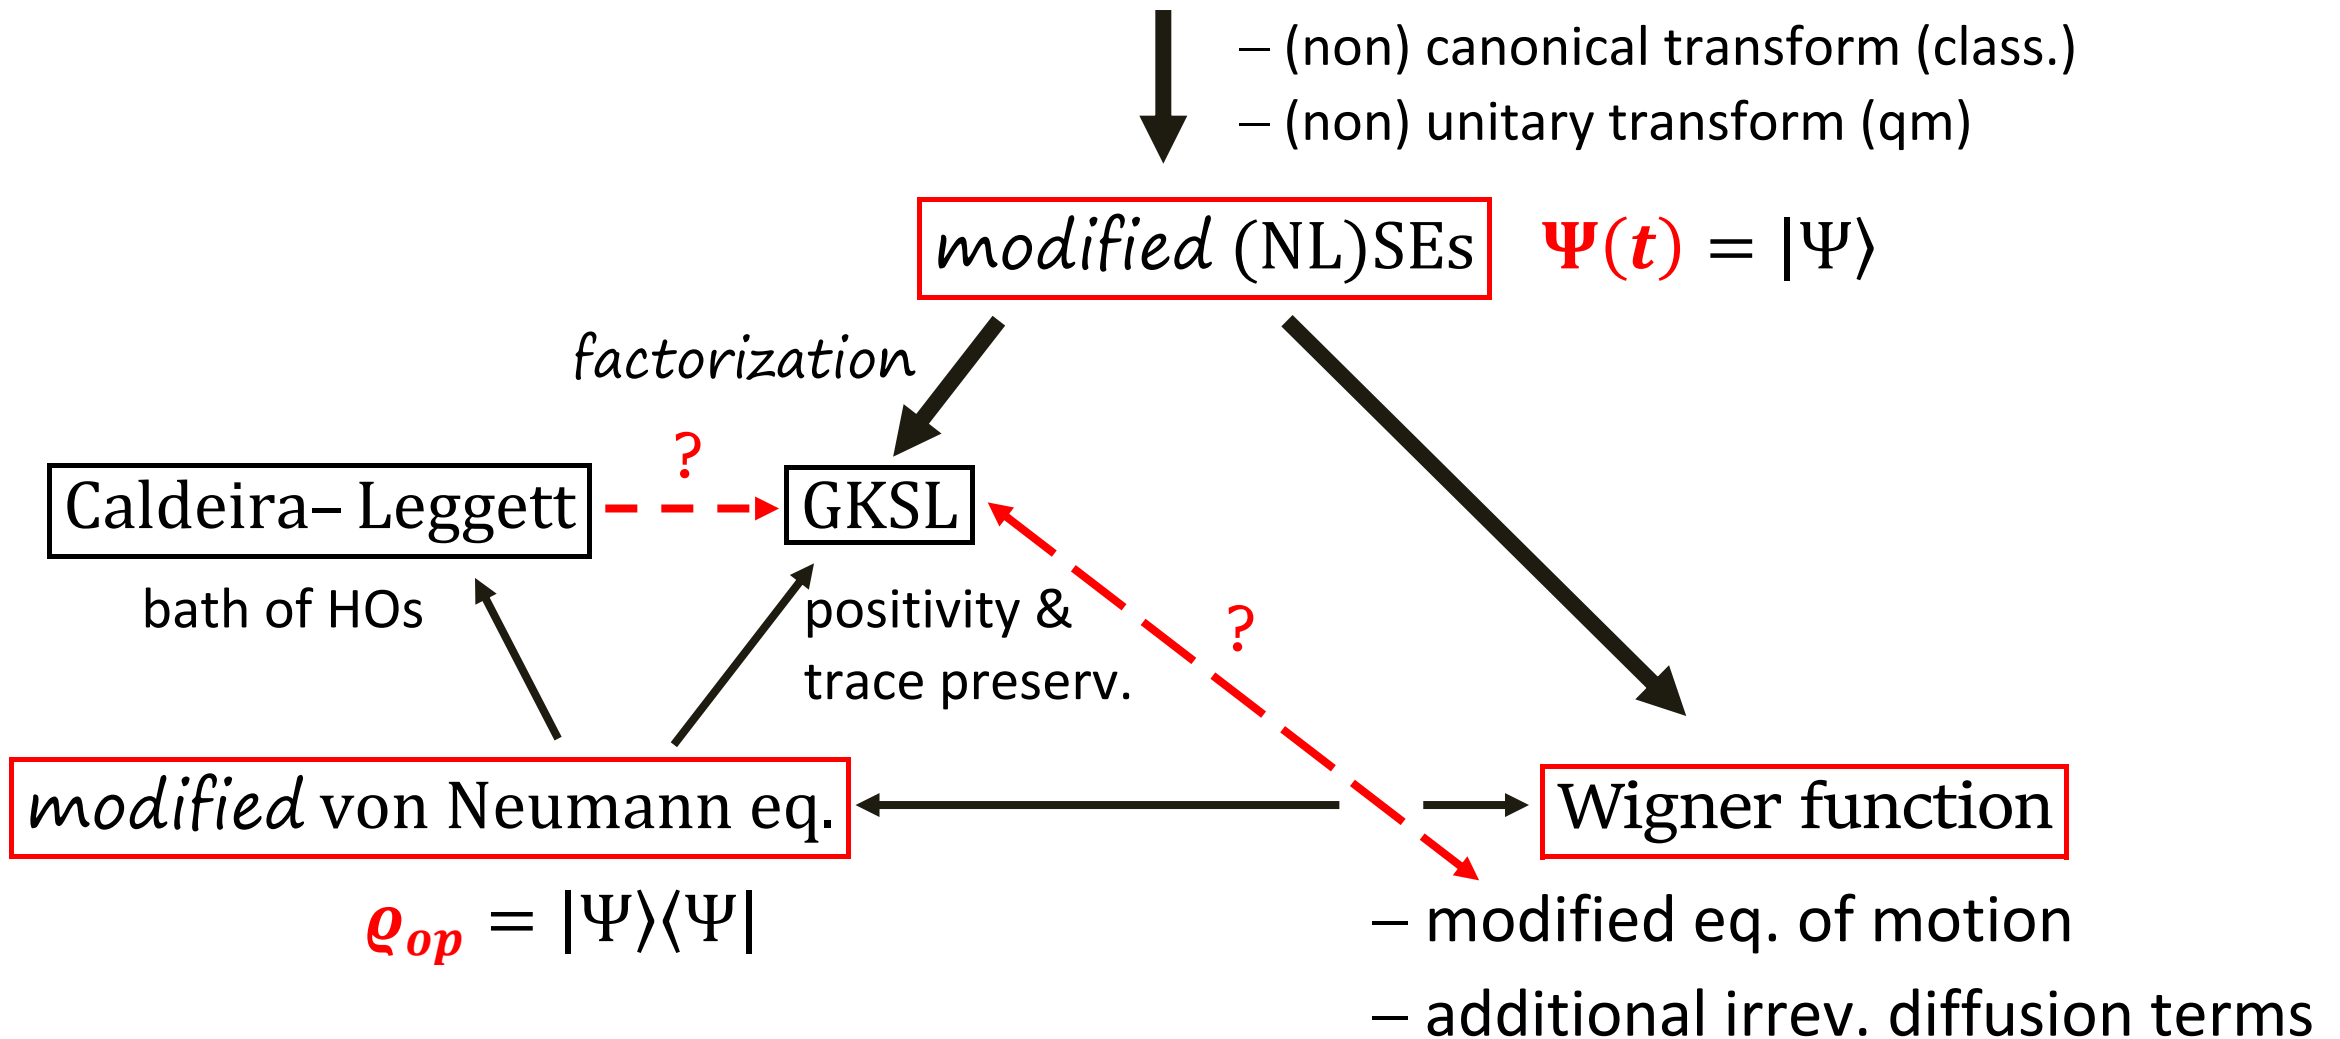 – (non) canonical transform (class.)
– (non) unitary transform (qm)
modified (NL)SEs
Ψ(t) = |Ψ⟩
factorization
?
Caldeira– Leggett
GKSL
bath of HOs
positivity &
trace preserv.
?
modified von Neumann eq.
Wigner function
ϱop = |Ψ⟩⟨Ψ|
– modified eq. of motion
– additional irrev. diffusion terms